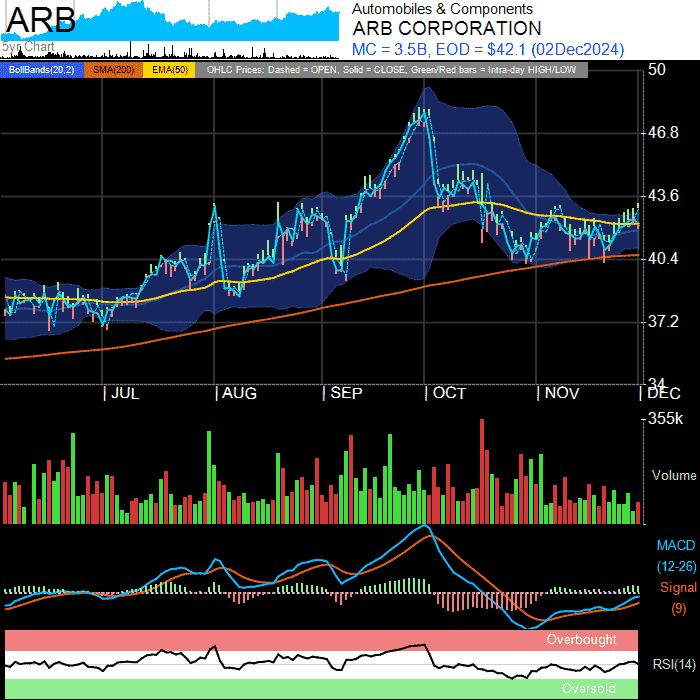 ARB
5yr Chart
Automobiles & Components
ARB CORPORATION
MC = 3.5B, EOD = $42.1 (02Dec2024)
BollBands(20,2) SMA(200) EMA(50) OHLC Prices: Dashed = OPEN, Solid = CLOSE, Green/Red bars = Intra-day HIGH/LOW
50
46.8
43.6
40.4
37.2
34
JUL AUG SEP OCT NOV DEC
355k
Volume
MACD
(12-26)
Signal
(9)
Overbought
RSI(14)
Oversold